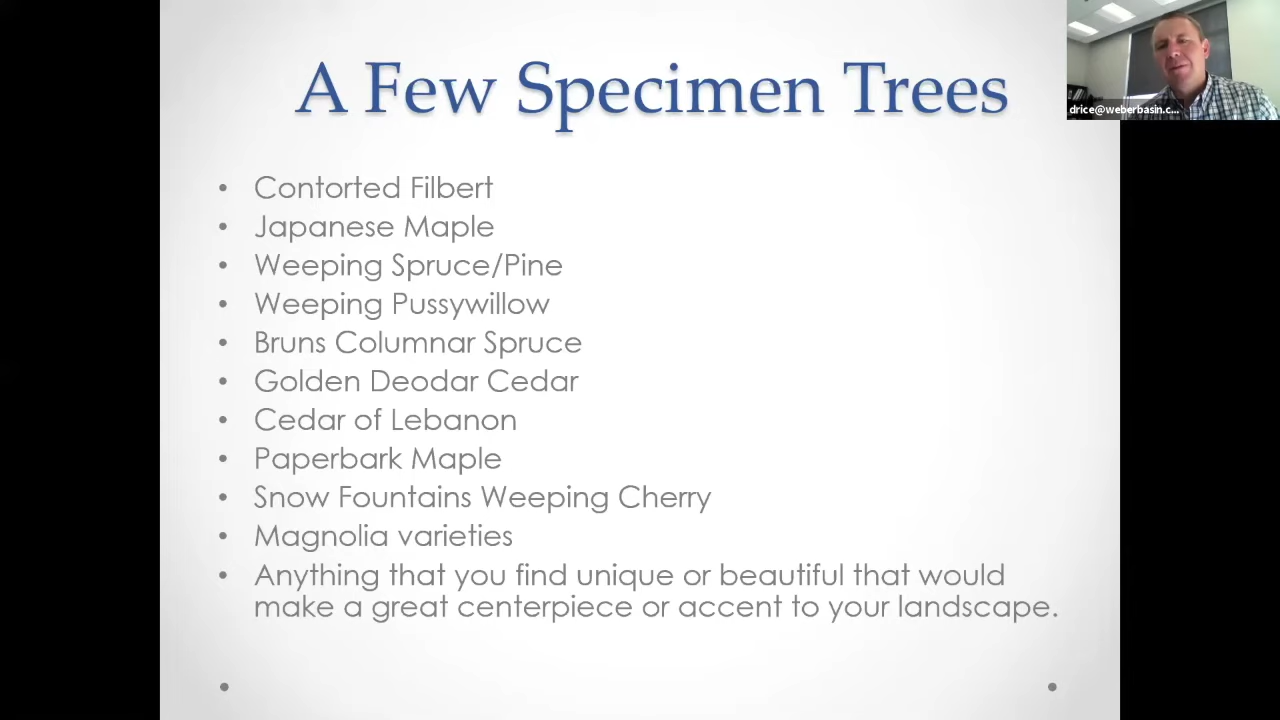 A Few Specimen Trees
drice@weberbasin.c...
• Contorted Filbert
• Japanese Maple
• Weeping Spruce/Pine
• Weeping Pussywillow
• Bruns Columnar Spruce
• Golden Deodar Cedar
• Cedar of Lebanon
• Paperbark Maple
• Snow Fountains Weeping Cherry
• Magnolia varieties
• Anything that you find unique or beautiful that would
make a great centerpiece or accent to your landscape.